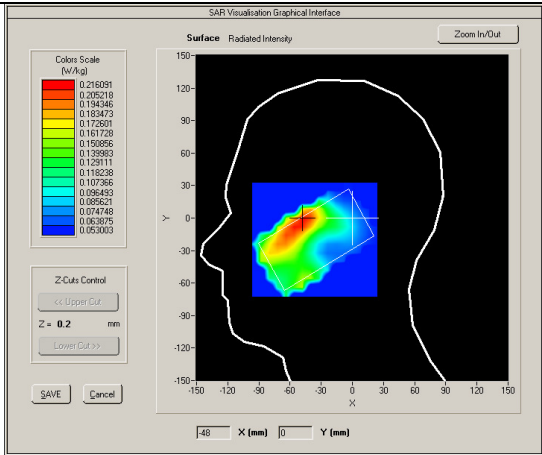 SAR Visualisation Graphical Interface
Surface Radiated Intensity
Zoom In/Out
Colors Scale
(W/kg)
0.216091
0.205218
0.194346
0.183473
0.172601
0.161728
0.150856
0.139983
0.129111
0.118238
0.107366
0.096493
0.085621
0.074748
0.063875
0.053003
Z-Cuts Control
<< Upper Cut
Z = 0.2 mm
Lower Cut >>
SAVE Cancel
150
120
90
60
30
0
-30
-60
-90
-120
-150
Y
-150 -120 -90 -60 -30 0 30 60 90 120 150
X
-48 X (mm) 0 Y (mm)